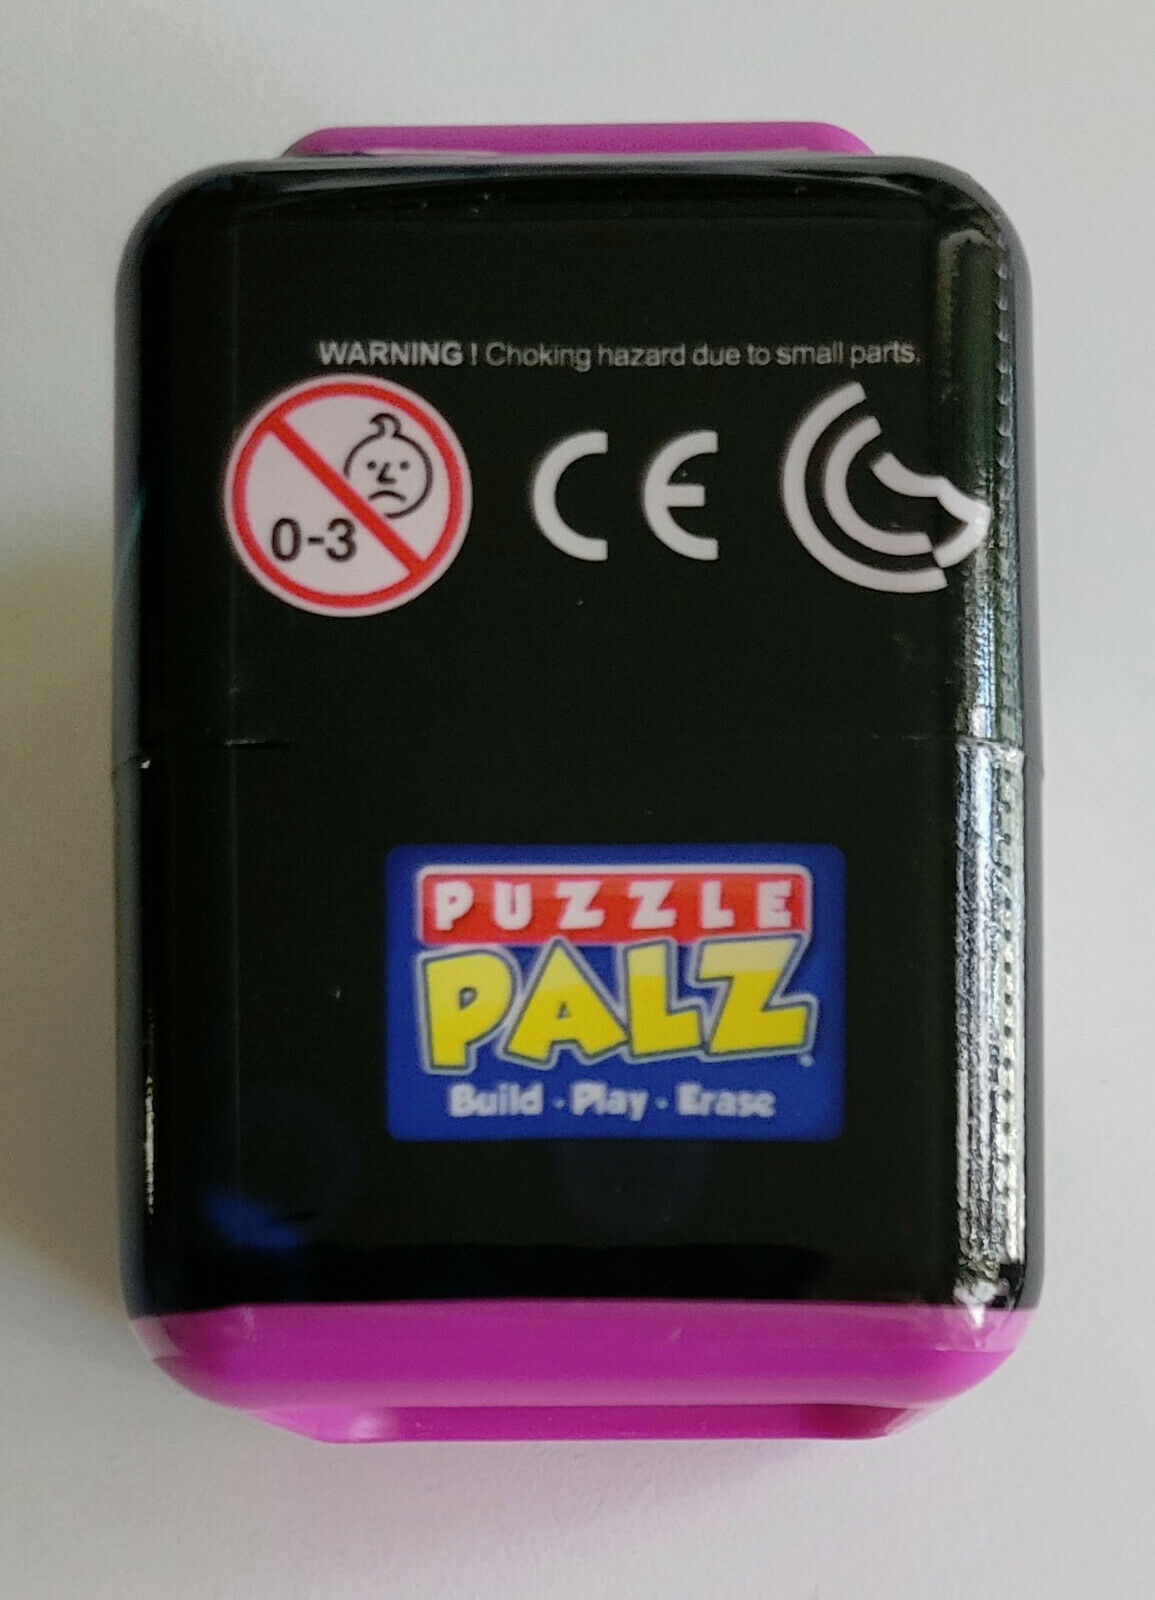 WARNING ! Choking hazard due to small parts.
0-3
CE
PUZZLE
PALZ
Build · Play · Erase